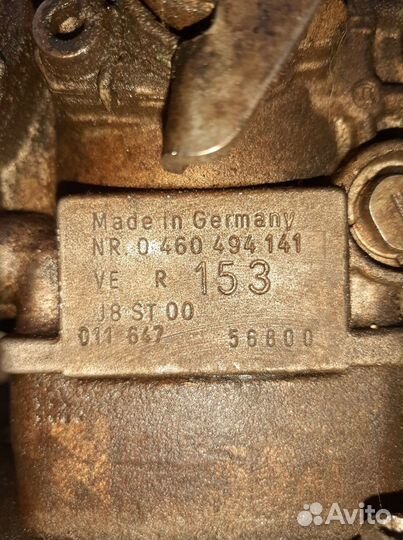 Made in Germany
NR. 0 460 494 141
VE R 153
J8 ST 00
011 647 56800
Avito